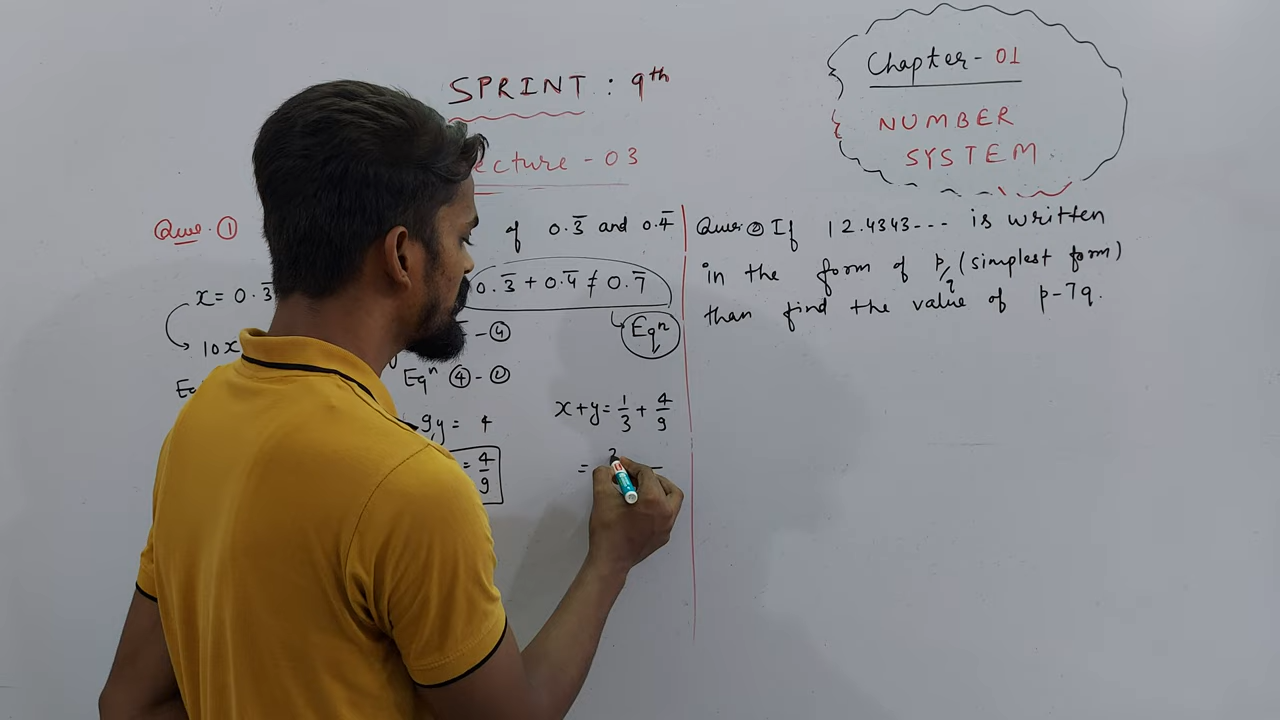 SPRINT : 9th
ecture - 03
Chapter - 01
NUMBER
SYSTEM
Que. ① of 0.3̅ and 0.4̅
0.3̅ + 0.4̅ ≠ 0.7̅
x = 0.3̅
Eqⁿ
- ④
10x
Eqⁿ ④ - ②
x+y = 1/3 + 4/9
9y = 4
= 4/9
=
Que. ② If 12.4343--- is written
in the form of p/q (simplest form)
than find the value of p-7q.